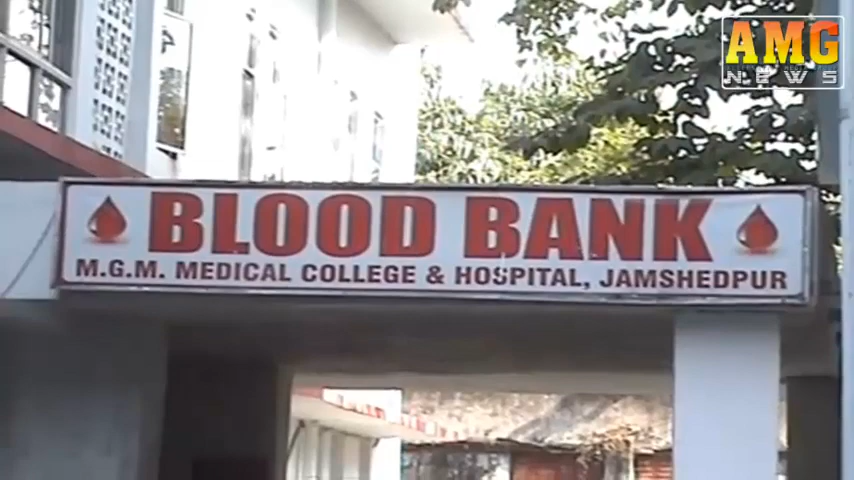 AMG
NEWS
BLOOD BANK
M.G.M. MEDICAL COLLEGE & HOSPITAL, JAMSHEDPUR